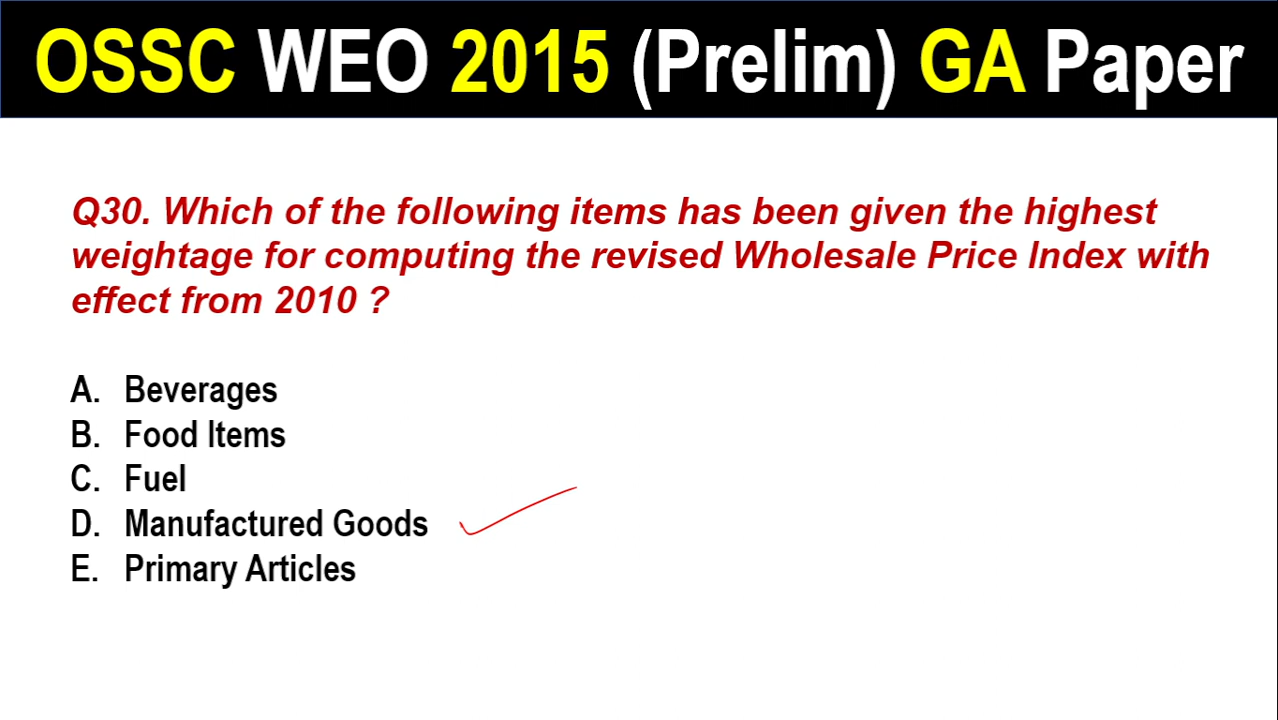 OSSC WEO 2015 (Prelim) GA Paper
Q30. Which of the following items has been given the highest
weightage for computing the revised Wholesale Price Index with
effect from 2010 ?
A. Beverages
B. Food Items
C. Fuel
D. Manufactured Goods
E. Primary Articles